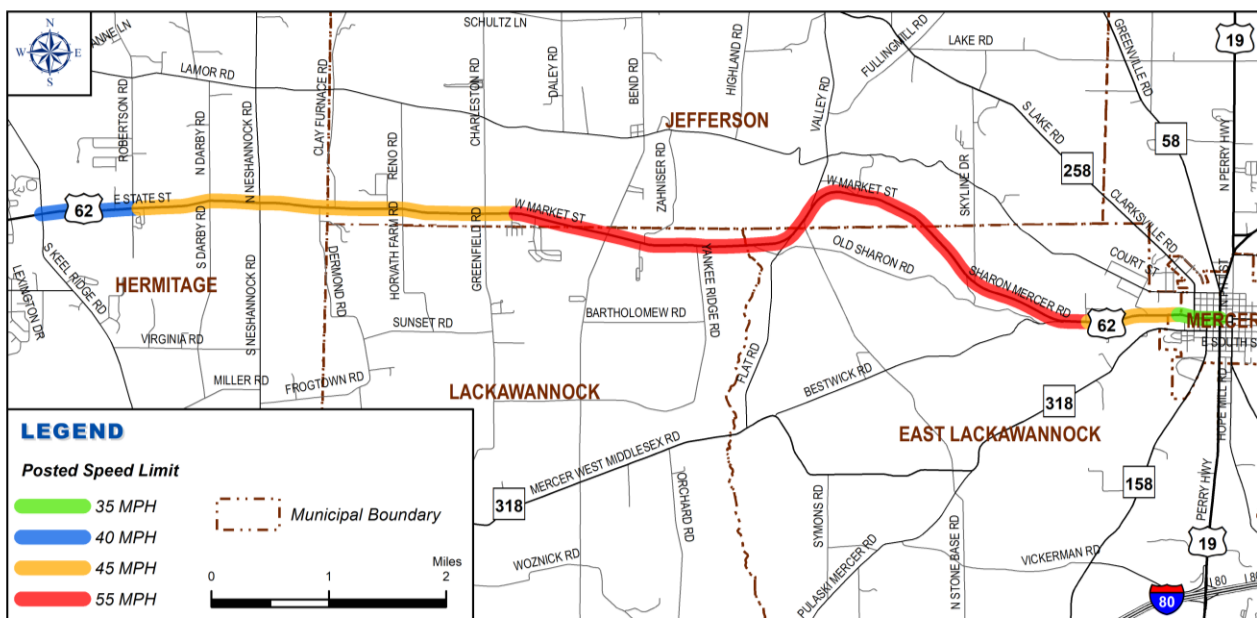 N
W
E
S
ANNE LN
LAMOR RD
ROBERTSON RD
N DARBY RD
N NESHANNOCK RD
CLAY FURNACE RD
RENO RD
CHARLESTON RD
SCHULTZ LN
DALEY RD
BEND RD
HIGHLAND RD
JEFFERSON
VALLEY RD
FULLINGMILL RD
LAKE RD
GREENVILLE RD
19
S LAKE RD
58
N PERRY HWY
258
ZAHNISER RD
SKYLINE DR
CLARKSVILLE RD
E STATE ST
62
W MARKET ST
W MARKET ST
OLD SHARON RD
COURT ST
N PITT ST
S KEEL RIDGE RD
HERMITAGE
S DARBY RD
S NESHANNOCK RD
DERMOND RD
HORVATH FARM RD
GREENFIELD RD
YANKEE RIDGE RD
SHARON MERCER RD
62
MERCER
E SOUTH S
LEXINGTON DR
VIRGINIA RD
SUNSET RD
BARTHOLOMEW RD
FLAT RD
MILLER RD
FROGTOWN RD
LACKAWANNOCK
BESTWICK RD
318
HOPE MILL RD
EAST LACKAWANNOCK
MERCER WEST MIDDLESEX RD
318
ORCHARD RD
158
PERRY HWY
19
SYMONS RD
WOZNICK RD
PULASKI MERCER RD
N STONE BASE RD
VICKERMAN RD
I 80
I 80
80
LEGEND
Posted Speed Limit
35 MPH
40 MPH
45 MPH
55 MPH
Municipal Boundary
Miles
0 1 2